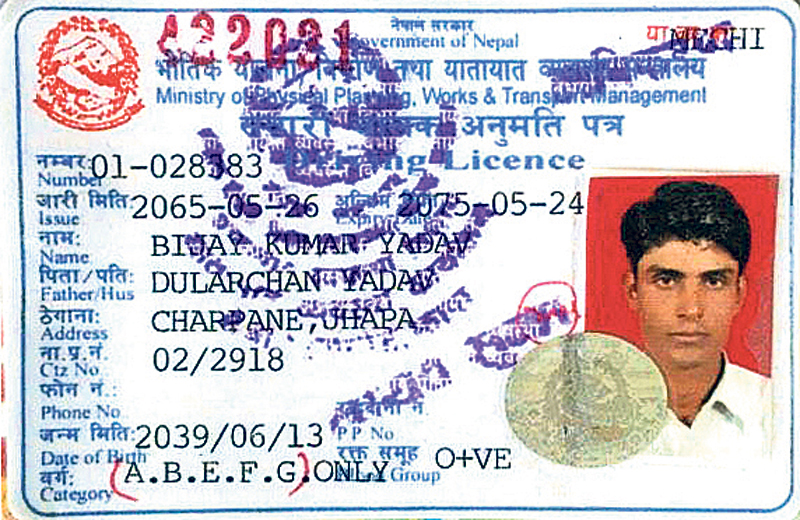 422031
नेपाल सरकार
Government of Nepal
MECHI
भौतिक योजना निर्माण तथा यातायात व्यवस्था मन्त्रालय
Ministry of Physical Planning, Works & Transport Management
सवारी चालक अनुमति पत्र
Driving Licence
नम्बर: 01-028383
Number
जारी मिति: 2065-05-26 अन्तिम मिति 2075-05-24
Issue Expiry Date
नाम: BIJAY KUMAR YADAV
Name
पिता/पति: DULARCHAN YADAV
Father/Hus
ठेगाना: CHARPANE,JHAPA
Address
ना.प्र.नं. 02/2918
Ctz No
फोन नं.:
Phone No
राहदानी नं
जन्म मिति: 2039/06/13 P P No
Date of Birth रक्त समूह O+VE
वर्ग: (A.B.E.F.G).ONLY Blood Group
Category